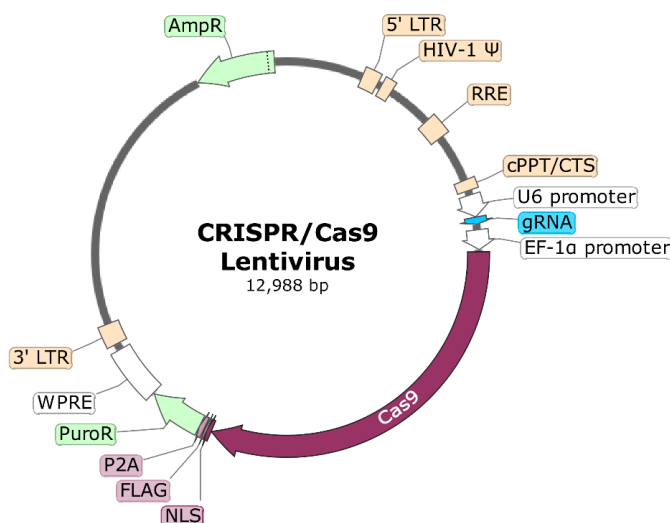 AmpR
5' LTR
HIV-1 Ψ
RRE
cPPT/CTS
U6 promoter
gRNA
EF-1α promoter
CRISPR/Cas9
Lentivirus
12,988 bp
Cas9
3' LTR
WPRE
PuroR
P2A
FLAG
NLS